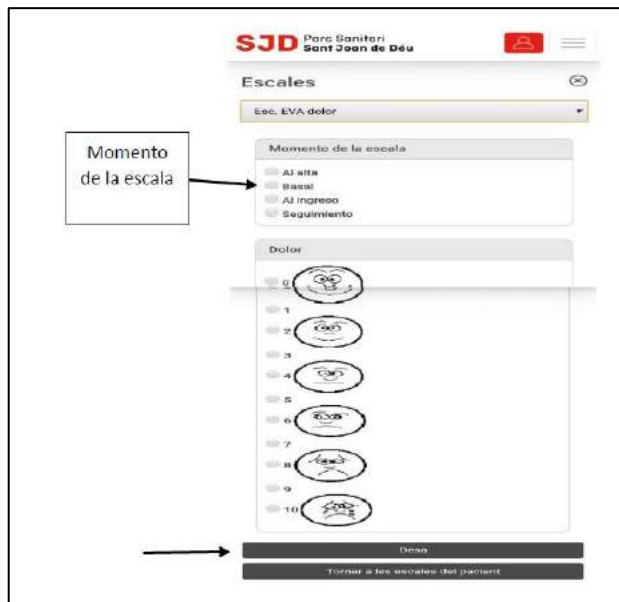 SJD Parc Sanitari
Sant Joan de Déu
Escales
Esc. EVA dolor
Momento de la escala
Momento
de la escala
Al alta
Basal
Al ingreso
Seguimiento
Dolor
0
1
2
3
4
5
6
7
8
9
10
Desa
Tornar a les escales del pacient